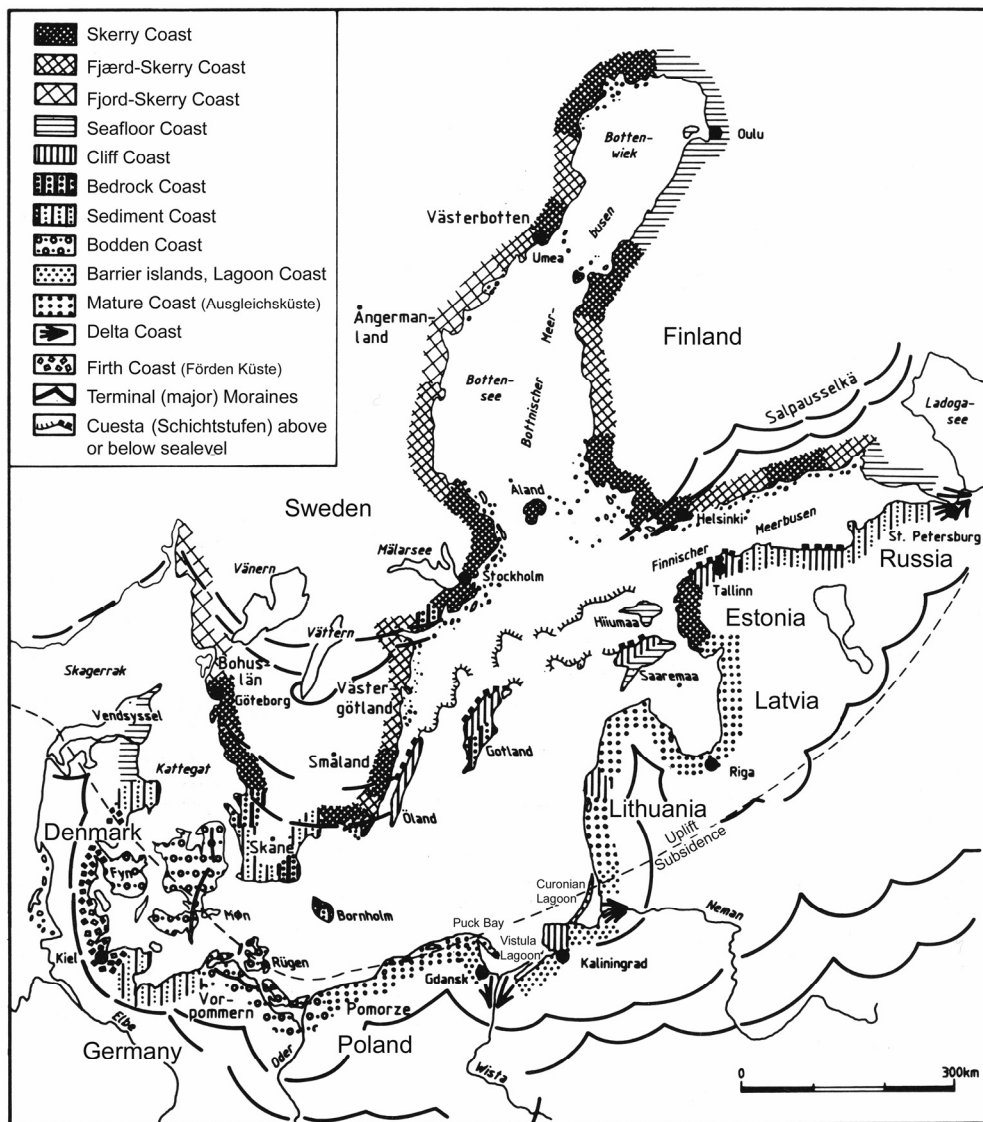 Skerry Coast
Fjærd-Skerry Coast
Fjord-Skerry Coast
Seafloor Coast
Cliff Coast
Bedrock Coast
Sediment Coast
Bodden Coast
Barrier islands, Lagoon Coast
Mature Coast (Ausgleichsküste)
Delta Coast
Firth Coast (Förden Küste)
Terminal (major) Moraines
Cuesta (Schichtstufen) above
or below sealevel
Oulu
Botten-
wiek
Västerbotten
busen
Umea
Ångerman-
land
Meer-
Finland
Botten-
see
Bottnischer
Salpausselkä
Ladoga-
see
Åland
Helsinki
Sweden
Meerbusen
Mälarsee
St. Petersburg
Vänern
Stockholm
Finnischer
Russia
Tallinn
Vättern
Hiiumaa
Estonia
Skagerrak
Bohus-
län
Göteborg
Väster-
götland
Saaremaa
Latvia
Vendsyssel
Gotland
Kattegat
Småland
Riga
Öland
Lithuania
Denmark
Skåne
Uplift
Subsidence
Fyn
Curonian
Lagoon
Møn
Bornholm
Neman
Puck Bay
Vistula
Lagoon
Kiel
Rügen
Gdansk
Kaliningrad
Vor-
pommern
Pomorze
Elbe
Germany
Oder
Poland
Wista
0
300km